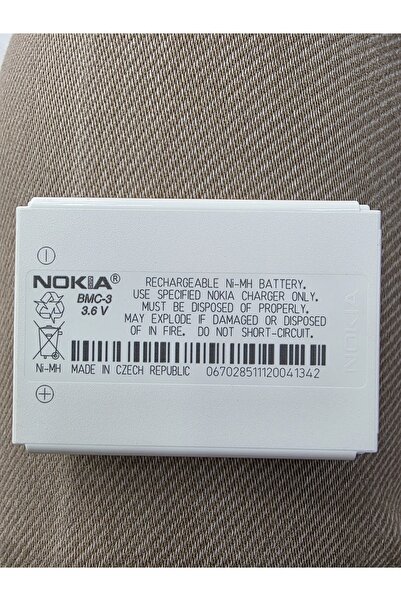 NOKIA®
BMC-3
3.6 V
RECHARGEABLE Ni-MH BATTERY.
USE SPECIFIED NOKIA CHARGER ONLY.
MUST BE DISPOSED OF PROPERLY.
MAY EXPLODE IF DAMAGED OR DISPOSED
OF IN FIRE. DO NOT SHORT-CIRCUIT.
Ni-MH MADE IN CZECH REPUBLIC 0670285111120041342
NOKIA